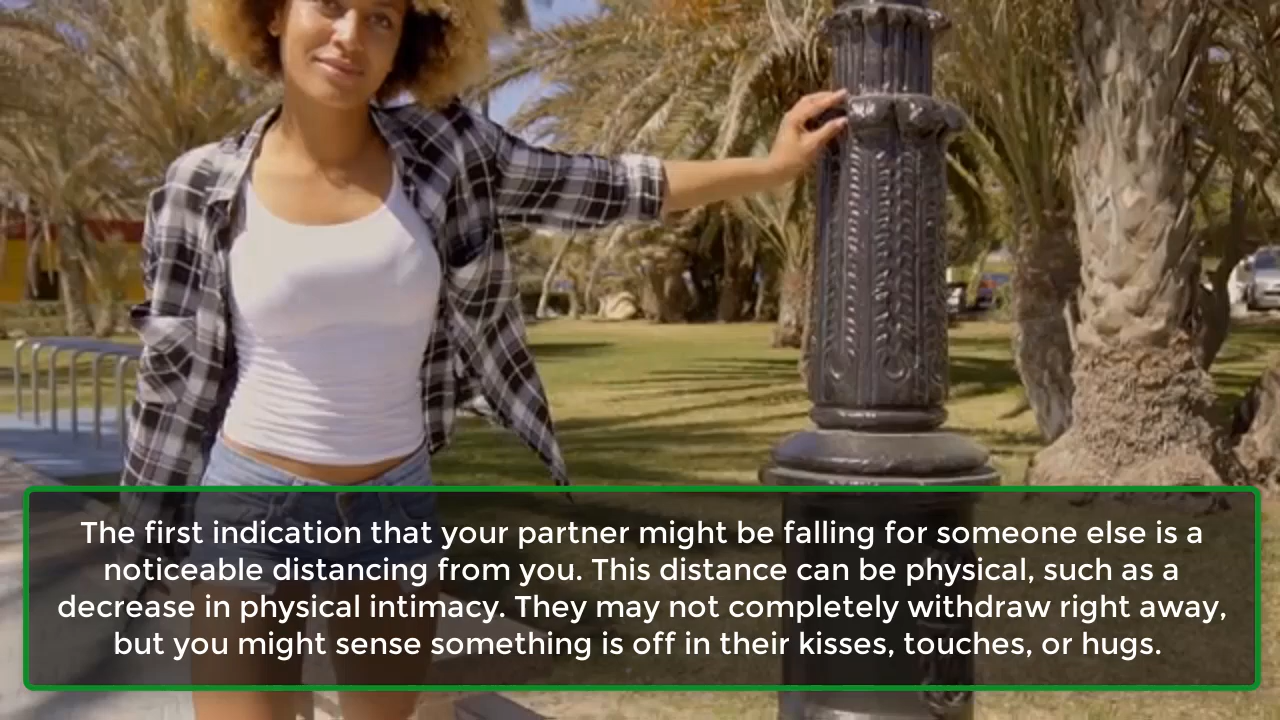 The first indication that your partner might be falling for someone else is a
noticeable distancing from you. This distance can be physical, such as a
decrease in physical intimacy. They may not completely withdraw right away,
but you might sense something is off in their kisses, touches, or hugs.